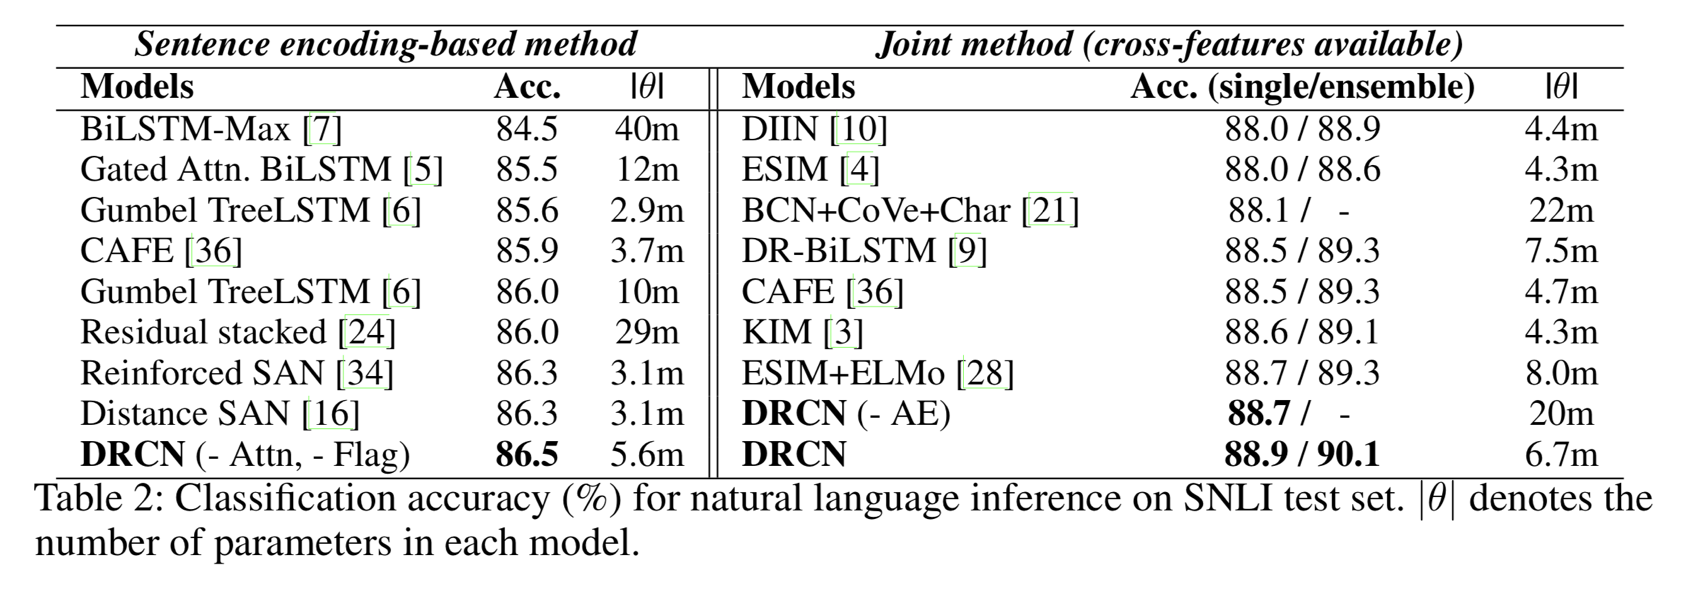 Sentence encoding-based method Joint method (cross-features available)
Models Acc. |θ| Models Acc. (single/ensemble) |θ|
BiLSTM-Max [7] 84.5 40m DIIN [10] 88.0 / 88.9 4.4m
Gated Attn. BiLSTM [5] 85.5 12m ESIM [4] 88.0 / 88.6 4.3m
Gumbel TreeLSTM [6] 85.6 2.9m BCN+CoVe+Char [21] 88.1 / - 22m
CAFE [36] 85.9 3.7m DR-BiLSTM [9] 88.5 / 89.3 7.5m
Gumbel TreeLSTM [6] 86.0 10m CAFE [36] 88.5 / 89.3 4.7m
Residual stacked [24] 86.0 29m KIM [3] 88.6 / 89.1 4.3m
Reinforced SAN [34] 86.3 3.1m ESIM+ELMo [28] 88.7 / 89.3 8.0m
Distance SAN [16] 86.3 3.1m DRCN (- AE) 88.7 / - 20m
DRCN (- Attn, - Flag) 86.5 5.6m DRCN 88.9 / 90.1 6.7m
Table 2: Classification accuracy (%) for natural language inference on SNLI test set. |θ| denotes the
number of parameters in each model.